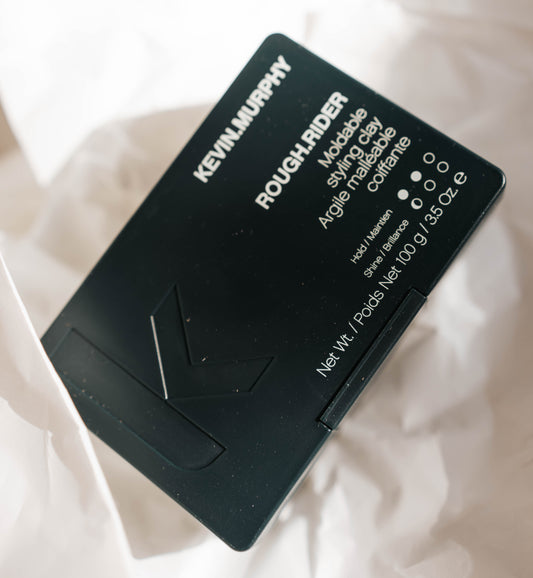 KEVIN.MURPHY
ROUGH.RIDER
Moldable
styling clay
Argile malléable
coiffante
Hold / Maintien
Shine / Brillance
Net Wt. / Poids Net 100 g / 3.5 Oz. e